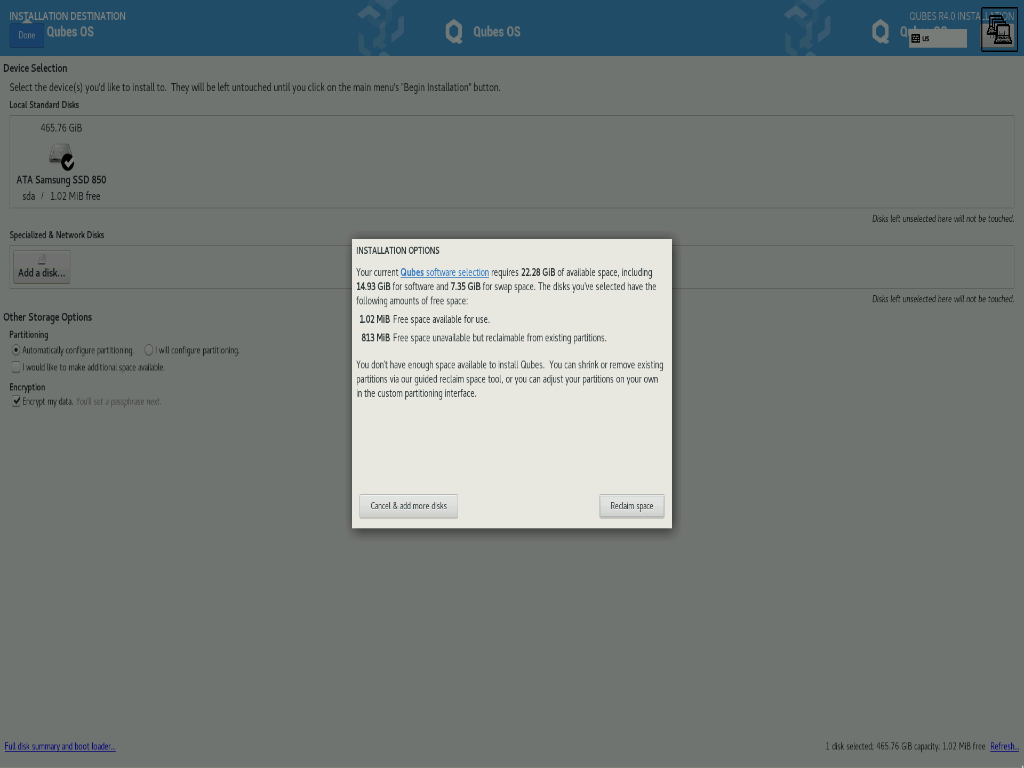 INSTALLATION DESTINATION
QUBES R4.0 INSTALLATION
Done
Qubes OS
Qubes OS
us
Device Selection
Select the device(s) you'd like to install to. They will be left untouched until you click on the main menu's "Begin Installation" button.
Local Standard Disks
465.76 GiB
ATA Samsung SSD 850
sda / 1.02 MiB free
Disks left unselected here will not be touched.
Specialized & Network Disks
Add a disk...
Disks left unselected here will not be touched.
Other Storage Options
Partitioning
Automatically configure partitioning. I will configure partitioning.
I would like to make additional space available.
Encryption
Encrypt my data. You'll set a passphrase next.
INSTALLATION OPTIONS
Your current Qubes software selection requires 22.28 GiB of available space, including
14.93 GiB for software and 7.35 GiB for swap space. The disks you've selected have the
following amounts of free space:
1.02 MiB Free space available for use.
813 MiB Free space unavailable but reclaimable from existing partitions.
You don't have enough space available to install Qubes. You can shrink or remove existing
partitions via our guided reclaim space tool, or you can adjust your partitions on your own
in the custom partitioning interface.
Cancel & add more disks
Reclaim space
Full disk summary and boot loader...
1 disk selected; 465.76 GiB capacity; 1.02 MiB free Refresh...